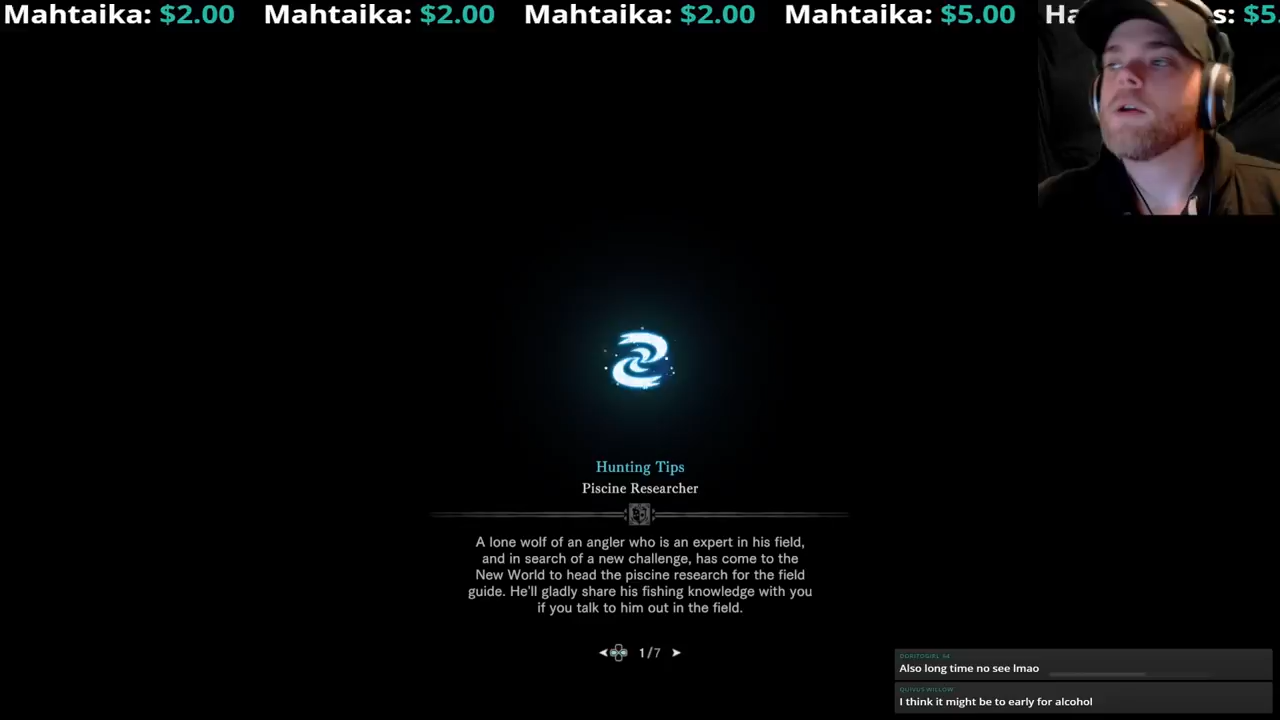 Mahtaika: $2.00 Mahtaika: $2.00 Mahtaika: $2.00 Mahtaika: $5.00 s: $5.
Hunting Tips
Piscine Researcher
A lone wolf of an angler who is an expert in his field,
and in search of a new challenge, has come to the
New World to head the piscine research for the field
guide. He'll gladly share his fishing knowledge with you
if you talk to him out in the field.
1/7
Also long time no see lmao
QUIVUS WILLOW
I think it might be to early for alcohol